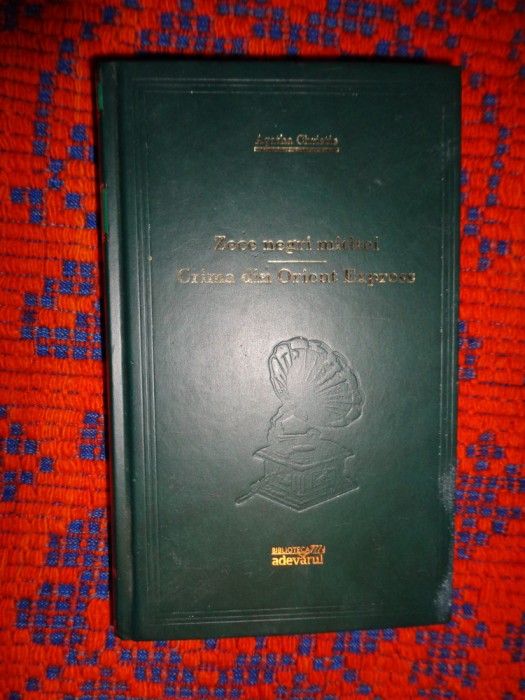 Agatha Christie
Zece negri mititei
Crima din Orient Express
BIBLIOTECA
adevărul